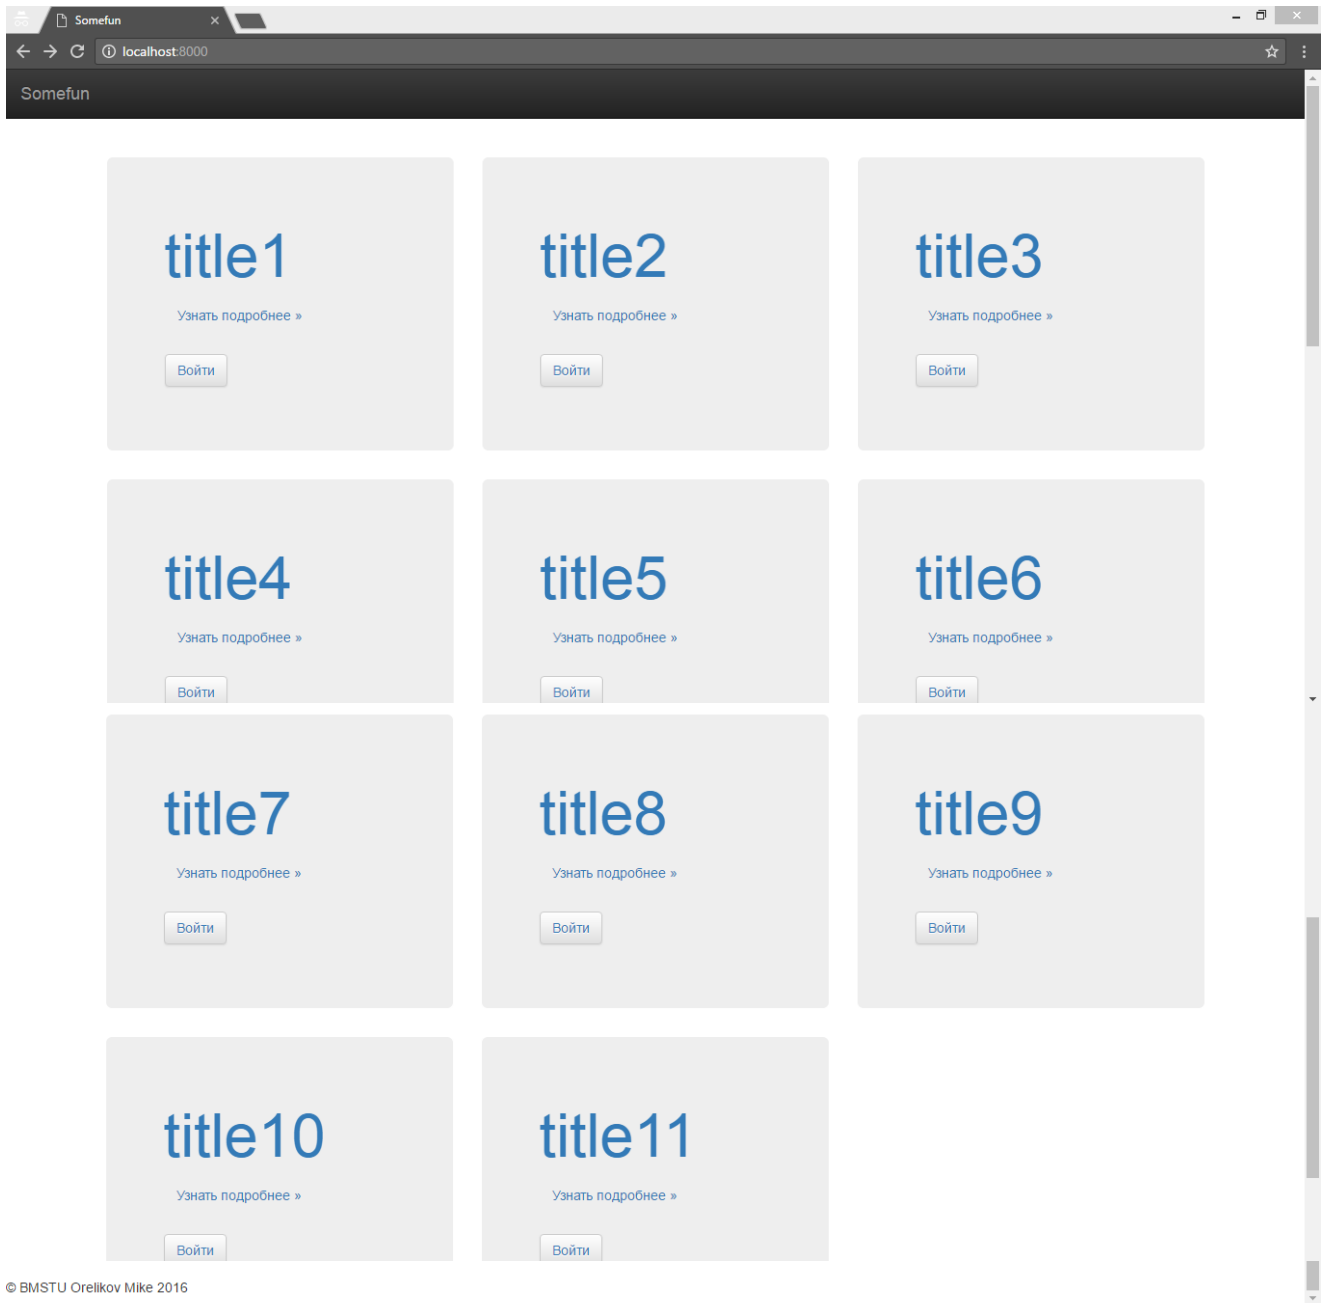 Somefun
localhost:8000
Somefun
title1 title2 title3
Узнать подробнее » Узнать подробнее » Узнать подробнее »
Войти Войти Войти
title4 title5 title6
Узнать подробнее » Узнать подробнее » Узнать подробнее »
Войти Войти Войти
title7 title8 title9
Узнать подробнее » Узнать подробнее » Узнать подробнее »
Войти Войти Войти
title10 title11
Узнать подробнее » Узнать подробнее »
Войти Войти
© BMSTU Orelikov Mike 2016